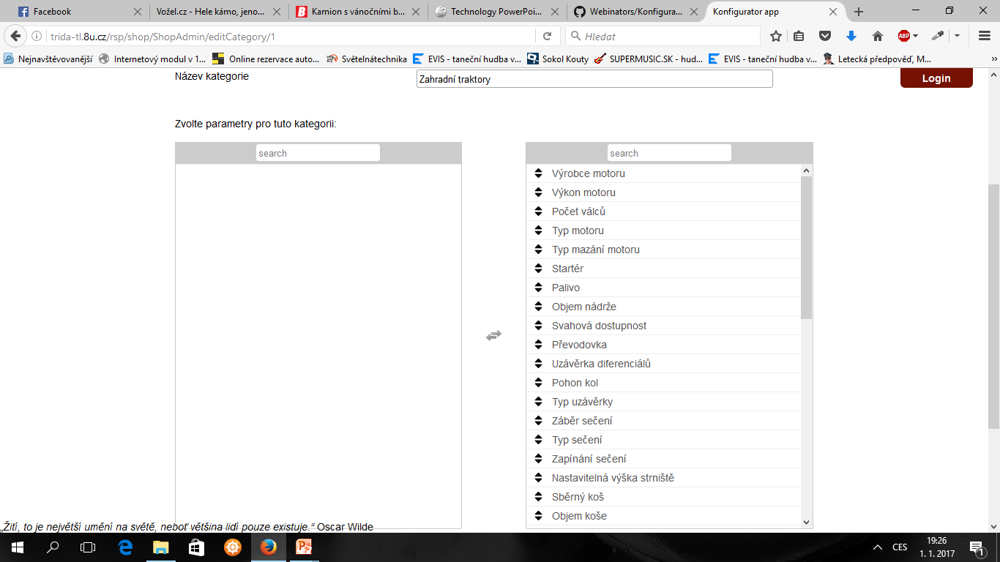 Facebook
Vožel.cz - Hele kámo, jeno...
Kamion s vánočními b...
Technology PowerPoi...
Webinators/Konfigura...
Konfigurator app
trida-tl.8u.cz/rsp/shop/ShopAdmin/editCategory/1
Hledat
ABP
Nejnavštěvovanější
Internetový modul v 1...
Online rezervace auto...
Světelnátechnika
EVIS - taneční hudba v...
Sokol Kouty
SUPERMUSIC.SK - hud...
EVIS - taneční hudba v...
Letecká předpověď, M...
Název kategorie
Zahradní traktory
Login
Zvolte parametry pro tuto kategorii:
search
search
Výrobce motoru
Výkon motoru
Počet válců
Typ motoru
Typ mazání motoru
Startér
Palivo
Objem nádrže
Svahová dostupnost
Převodovka
Uzávěrka diferenciálů
Pohon kol
Typ uzávěrky
Záběr sečení
Typ sečení
Zapínání sečení
Nastavitelná výška strniště
Sběrný koš
Objem koše
„Žití, to je největší umění na světě, neboť většina lidí pouze existuje.“ Oscar Wilde
CES
19:26
1. 1. 2017
1